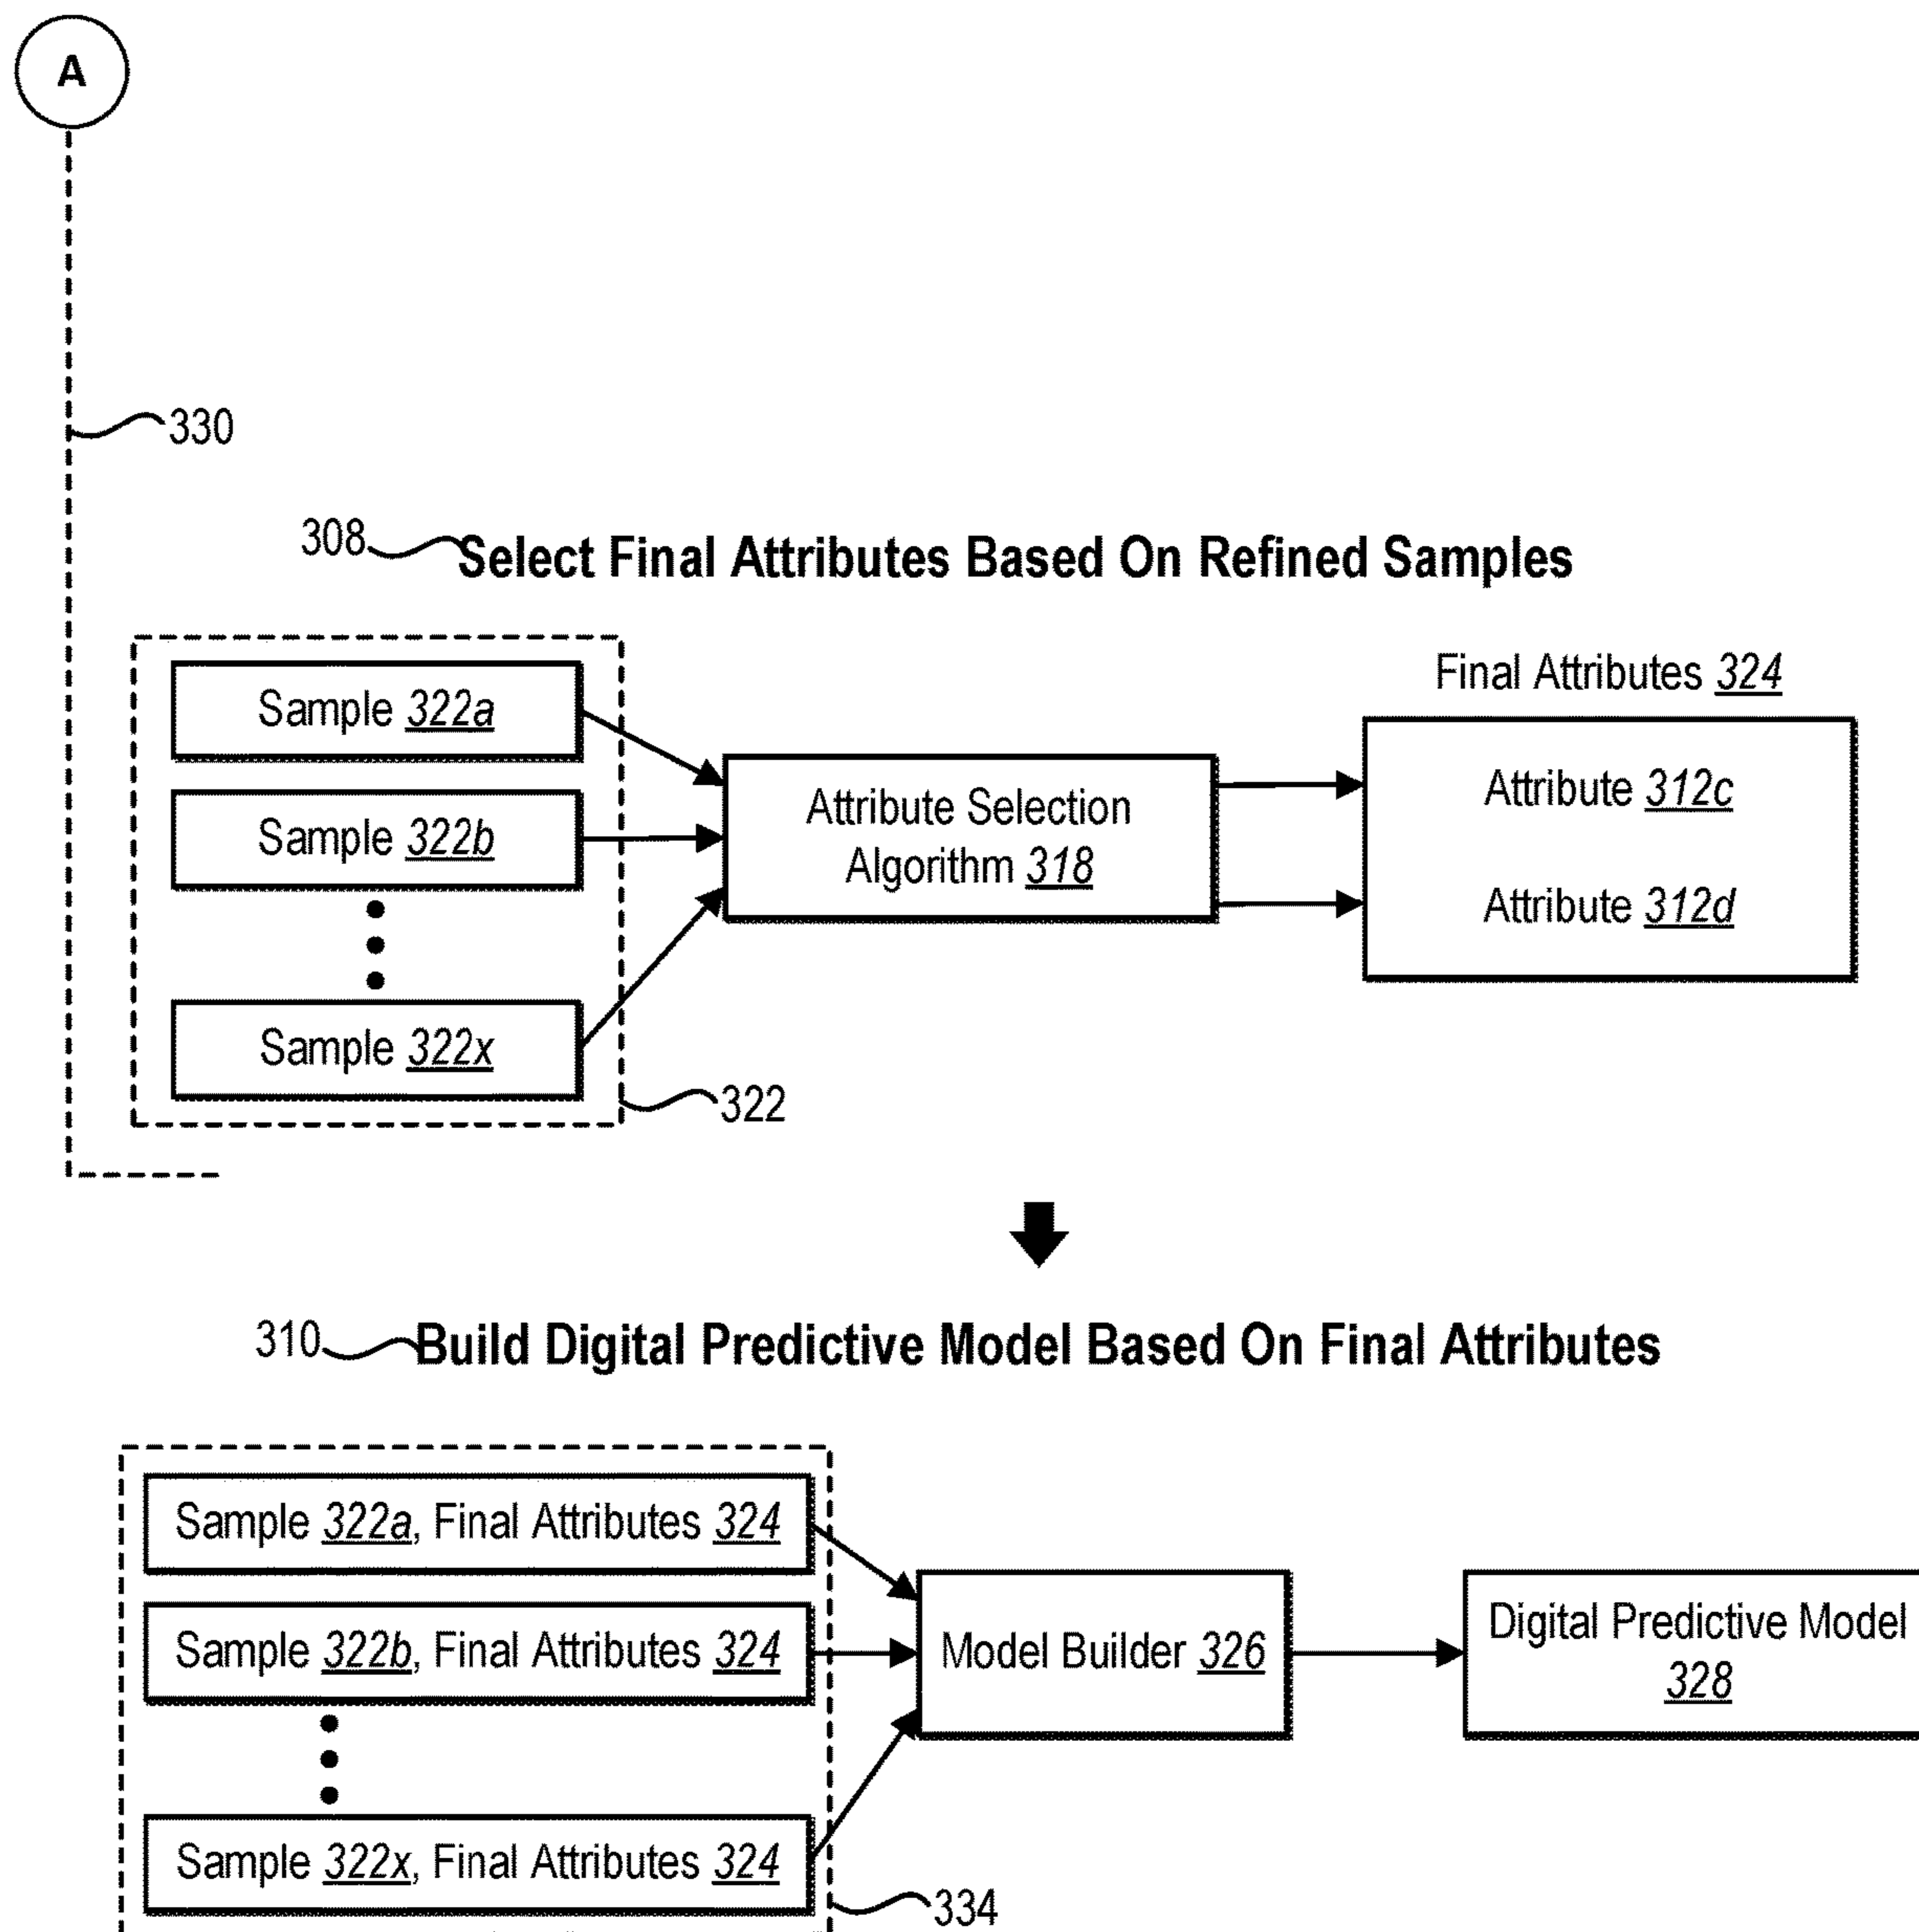 A
330
308 Select Final Attributes Based On Refined Samples
Final Attributes 324
Sample 322a
Sample 322b
Sample 322x
322
Attribute Selection
Algorithm 318
Attribute 312c
Attribute 312d
310 Build Digital Predictive Model Based On Final Attributes
Sample 322a, Final Attributes 324
Sample 322b, Final Attributes 324
Sample 322x, Final Attributes 324
334
Model Builder 326
Digital Predictive Model
328